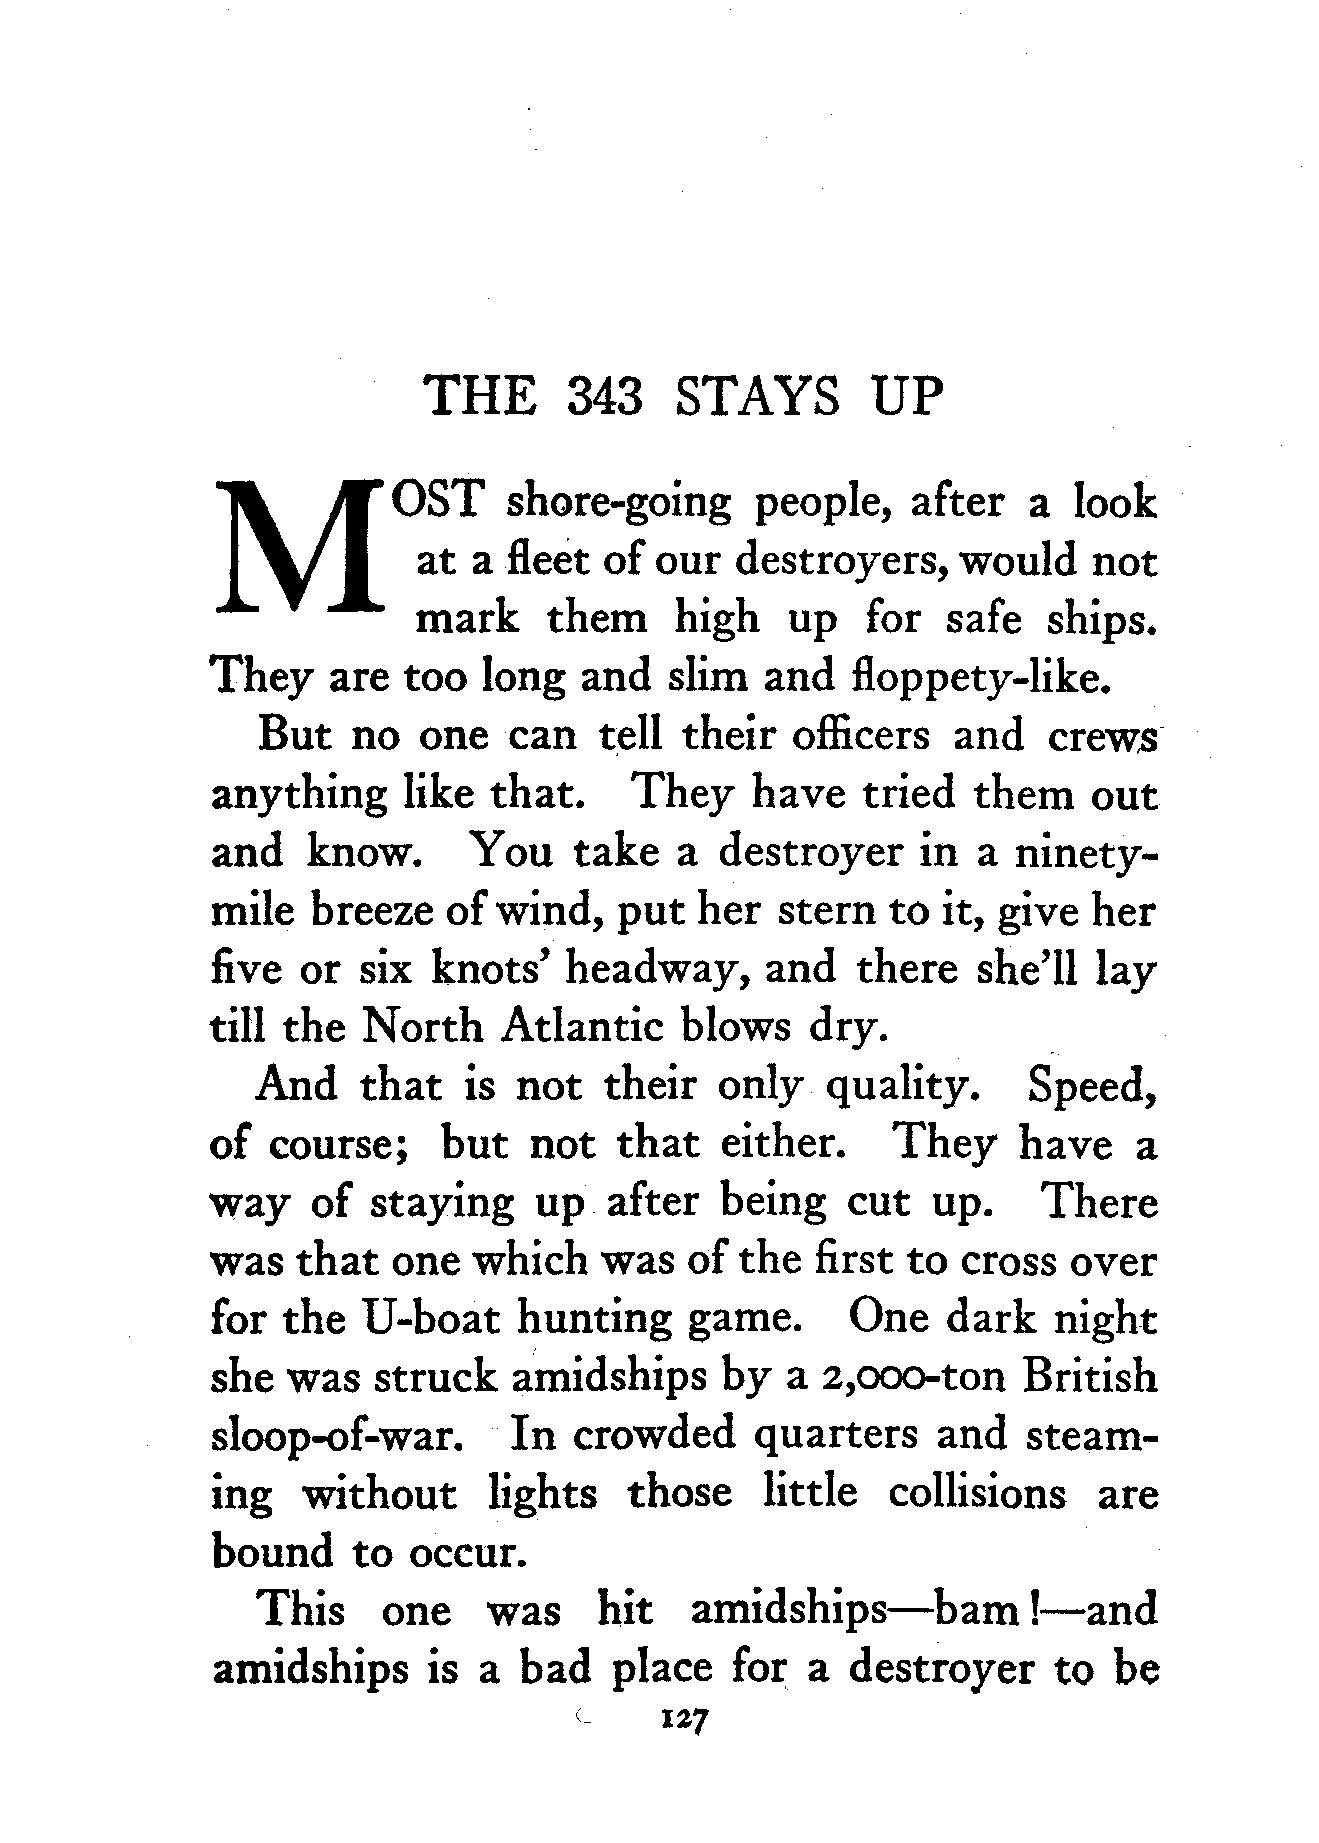 THE 343 STAYS UP
MOST shore-going people, after a look
at a fleet of our destroyers, would not
mark them high up for safe ships.
They are too long and slim and floppety-like.
But no one can tell their officers and crews
anything like that. They have tried them out
and know. You take a destroyer in a ninety-
mile breeze of wind, put her stern to it, give her
five or six knots' headway, and there she'll lay
till the North Atlantic blows dry.
And that is not their only quality. Speed,
of course; but not that either. They have a
way of staying up after being cut up. There
was that one which was of the first to cross over
for the U-boat hunting game. One dark night
she was struck amidships by a 2,000-ton British
sloop-of-war. In crowded quarters and steam-
ing without lights those little collisions are
bound to occur.
This one was hit amidships—bam!—and
amidships is a bad place for a destroyer to be
127